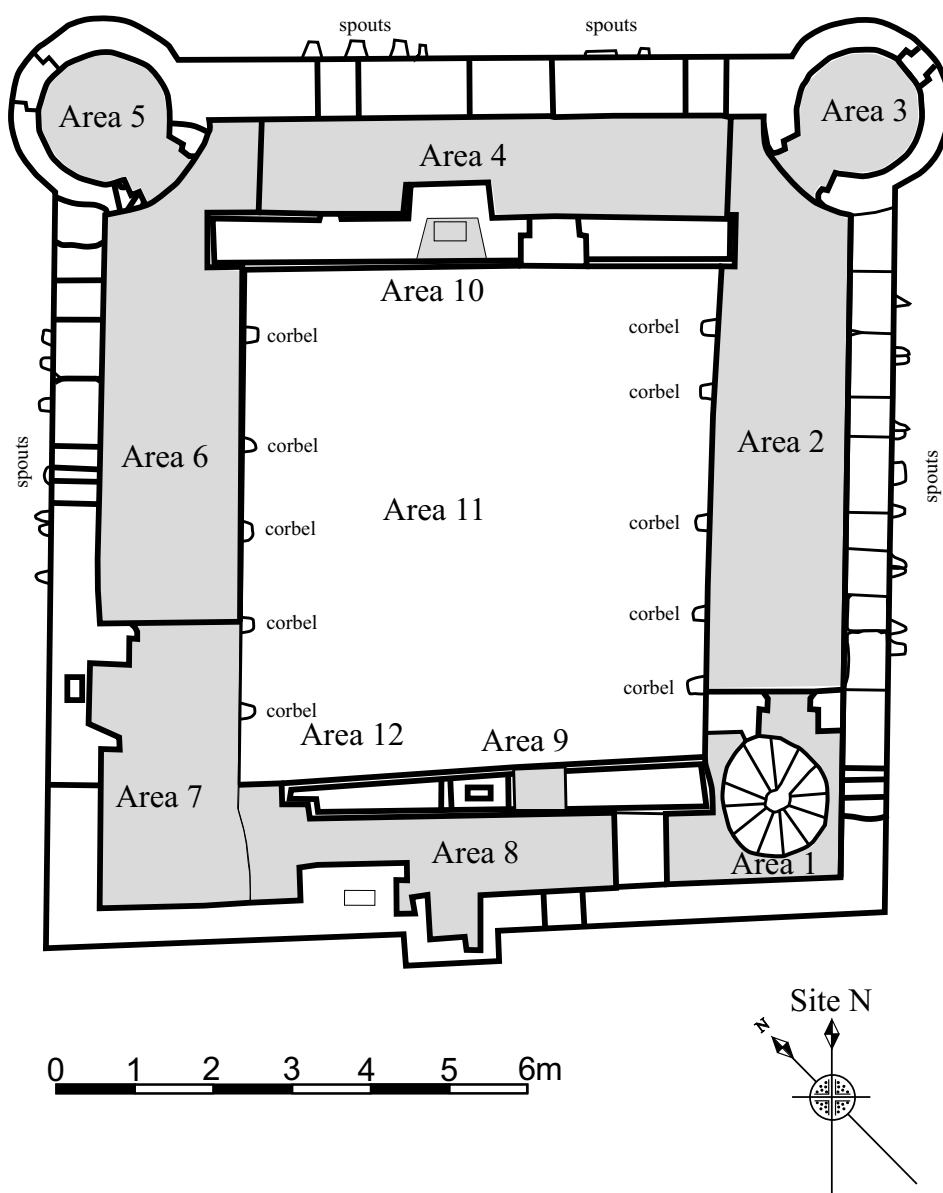 spouts
spouts
Area 5
Area 3
Area 4
Area 10
corbel
corbel
corbel
corbel
Area 6
Area 2
spouts
spouts
Area 11
corbel
corbel
corbel
corbel
corbel
corbel
Area 12
Area 9
Area 7
Area 8
Area 1
Site N
N
0 1 2 3 4 5 6m